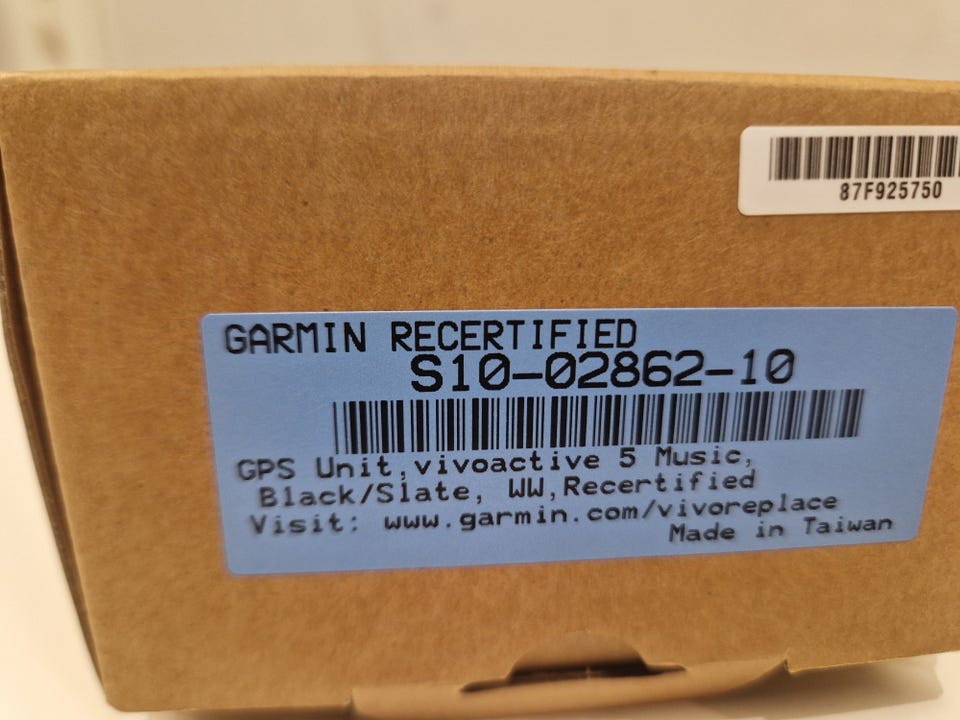 87F925750
GARMIN RECERTIFIED
S10-02862-10
GPS Unit,vivoactive 5 Music,
Black/Slate, WW,Recertified
Visit: www.garmin.com/vivoreplace
Made in Taiwan